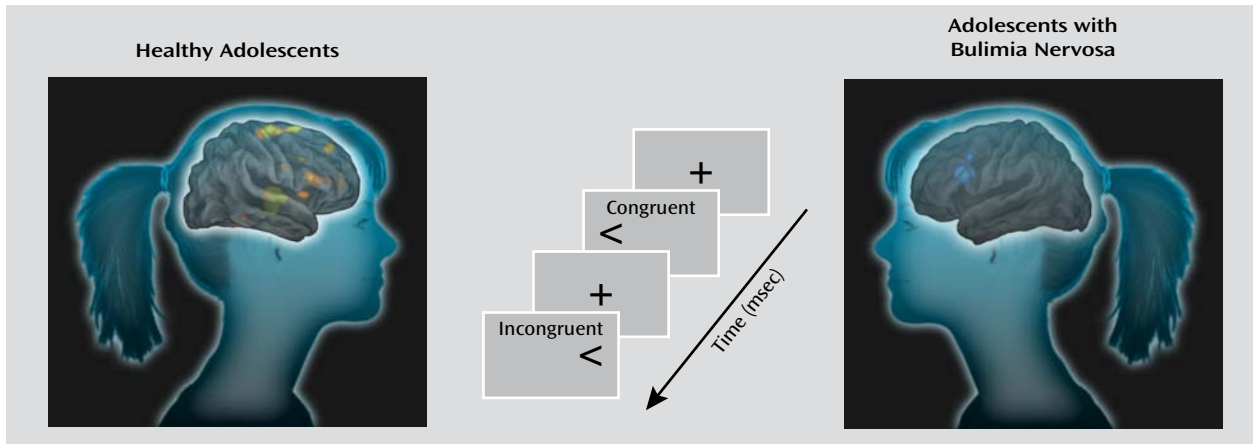 Healthy Adolescents
Adolescents with
Bulimia Nervosa
+
Congruent
<
+
Incongruent
<
Time (msec)